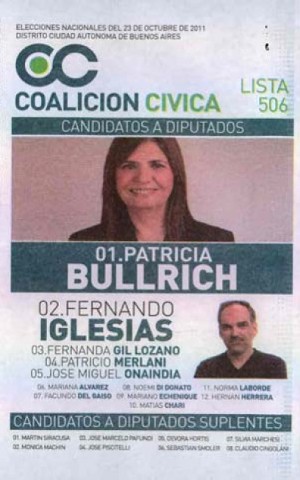 ELECCIONES NACIONALES DEL 23 DE OCTUBRE DE 2011
DISTRITO CIUDAD AUTONOMA DE BUENOS AIRES
CC
COALICION CIVICA
LISTA
506
CANDIDATOS A DIPUTADOS
01.PATRICIA
BULLRICH
02.FERNANDO
IGLESIAS
03.FERNANDA GIL LOZANO
04.PATRICIO MERLANI
05.JOSE MIGUEL ONAINDIA
06. MARIANA ALVAREZ 08. NOEMI DI DONATO 11. NORMA LABORDE
07. FACUNDO DEL GAISO 09. MARIANO ECHENIQUE 12. HERNAN HERRERA
10. MATIAS CHARI
CANDIDATOS A DIPUTADOS SUPLENTES
01. MARTIN SIRACUSA 03. JOSE MARCELO PAFUNDI 05. DEVORA HORTIS 07. SILVIA MARCHESI
02. MONICA MACHIN 04. JOSE PISCITELLI 06. SEBASTIAN SMOLER 08. CLAUDIO CINGOLANI